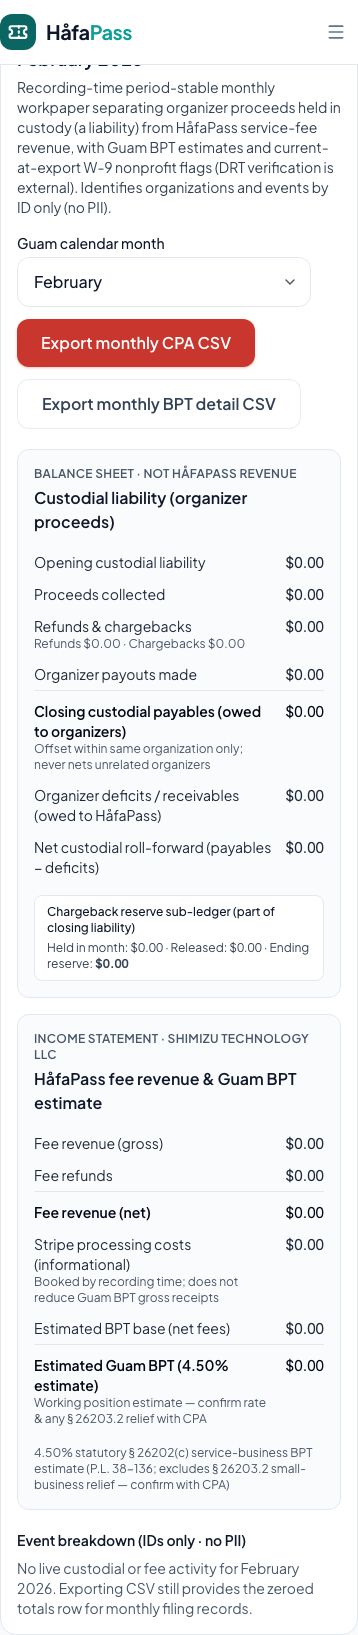 HåfaPass
February 2026
Recording-time period-stable monthly
workpaper separating organizer proceeds held in
custody (a liability) from HåfaPass service-fee
revenue, with Guam BPT estimates and current-
at-export W-9 nonprofit flags (DRT verification is
external). Identifies organizations and events by
ID only (no PII).
Guam calendar month
February
Export monthly CPA CSV
Export monthly BPT detail CSV
BALANCE SHEET · NOT HÅFAPASS REVENUE
Custodial liability (organizer
proceeds)
Opening custodial liability $0.00
Proceeds collected $0.00
Refunds & chargebacks $0.00
Refunds $0.00 · Chargebacks $0.00
Organizer payouts made $0.00
Closing custodial payables (owed $0.00
to organizers)
Offset within same organization only;
never nets unrelated organizers
Organizer deficits / receivables $0.00
(owed to HåfaPass)
Net custodial roll-forward (payables $0.00
– deficits)
Chargeback reserve sub-ledger (part of
closing liability)
Held in month: $0.00 · Released: $0.00 · Ending
reserve: $0.00
INCOME STATEMENT · SHIMIZU TECHNOLOGY
LLC
HåfaPass fee revenue & Guam BPT
estimate
Fee revenue (gross) $0.00
Fee refunds $0.00
Fee revenue (net) $0.00
Stripe processing costs $0.00
(informational)
Booked by recording time; does not
reduce Guam BPT gross receipts
Estimated BPT base (net fees) $0.00
Estimated Guam BPT (4.50% $0.00
estimate)
Working position estimate — confirm rate
& any § 26203.2 relief with CPA
4.50% statutory § 26202(c) service-business BPT
estimate (P.L. 38-136; excludes § 26203.2 small-
business relief — confirm with CPA)
Event breakdown (IDs only · no PII)
No live custodial or fee activity for February
2026. Exporting CSV still provides the zeroed
totals row for monthly filing records.